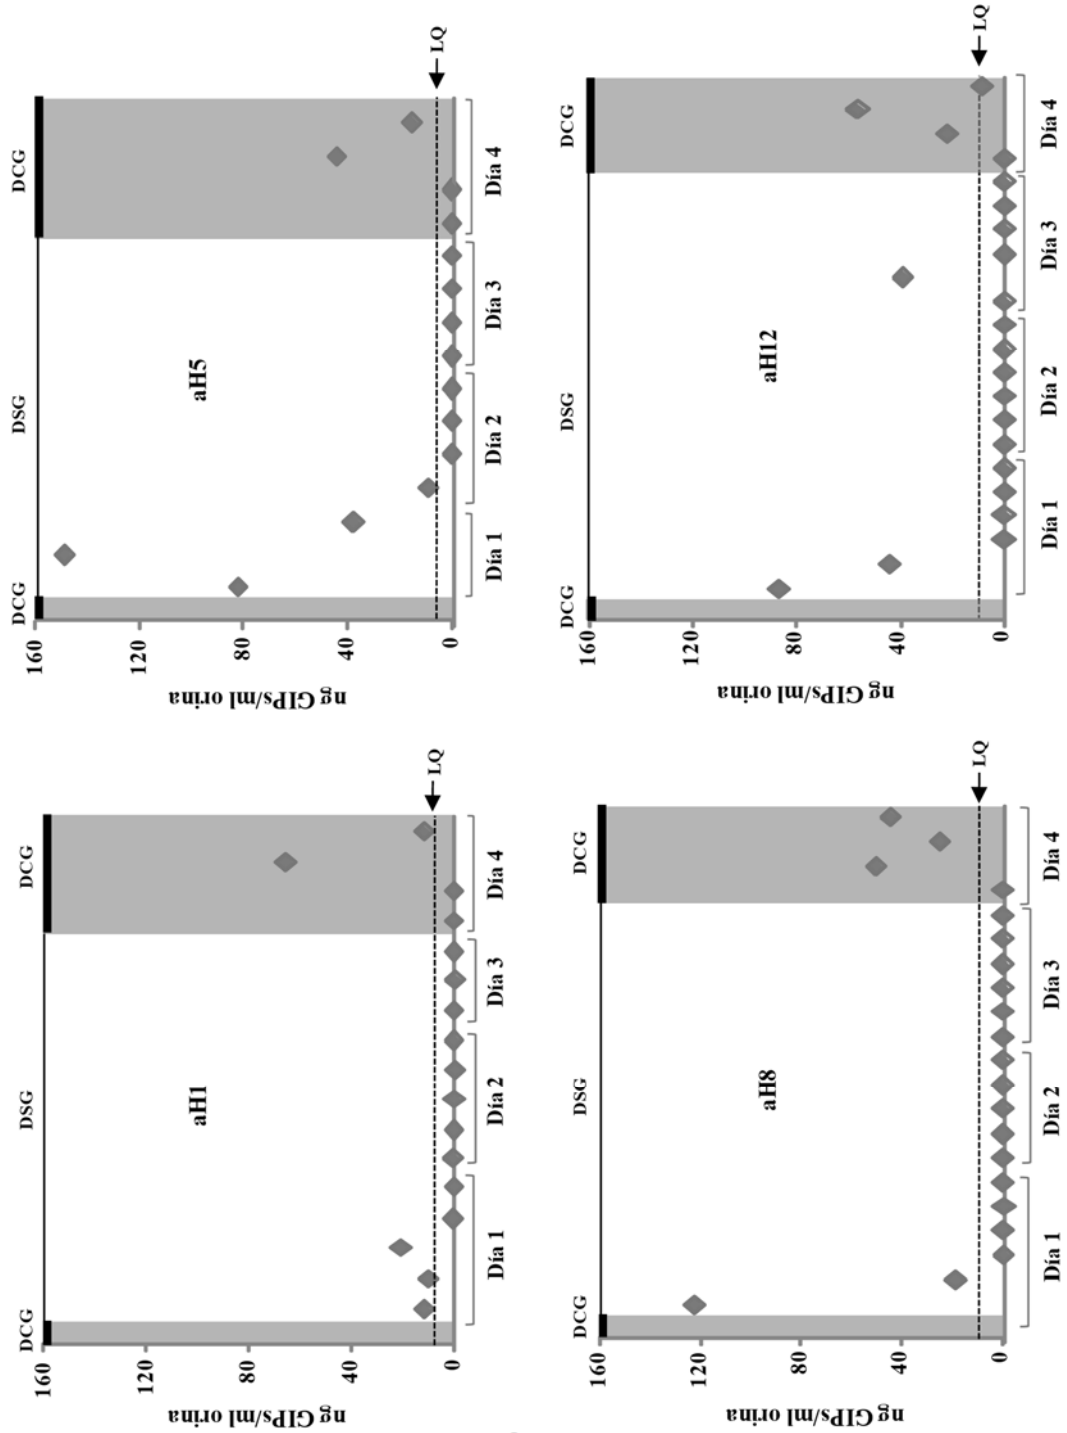 DCG DSG DCG
160
120
80
40
0
ng GIPs/ml orina
aH1
LQ
Día 1 Día 2 Día 3 Día 4
DCG DSG DCG
160
120
80
40
0
ng GIPs/ml orina
aH5
LQ
Día 1 Día 2 Día 3 Día 4
DCG DSG DCG
160
120
80
40
0
ng GIPs/ml orina
aH8
LQ
Día 1 Día 2 Día 3 Día 4
DCG DSG DCG
160
120
80
40
0
ng GIPs/ml orina
aH12
LQ
Día 1 Día 2 Día 3 Día 4